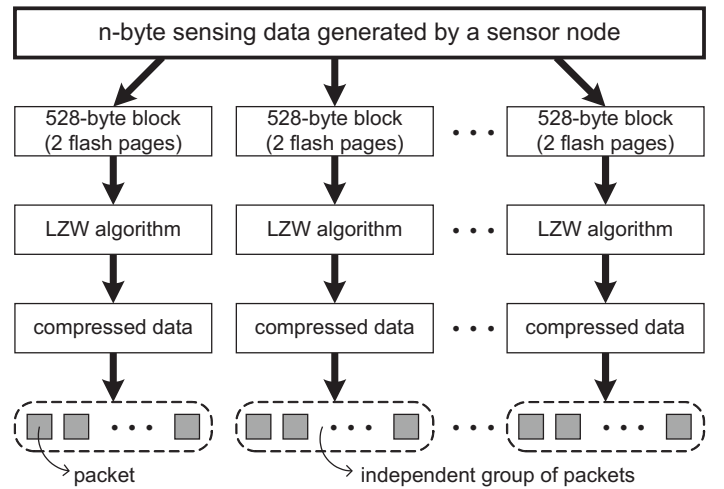 n-byte sensing data generated by a sensor node
528-byte block
(2 flash pages)
528-byte block
(2 flash pages)
528-byte block
(2 flash pages)
LZW algorithm
LZW algorithm
LZW algorithm
compressed data
compressed data
compressed data
packet
independent group of packets